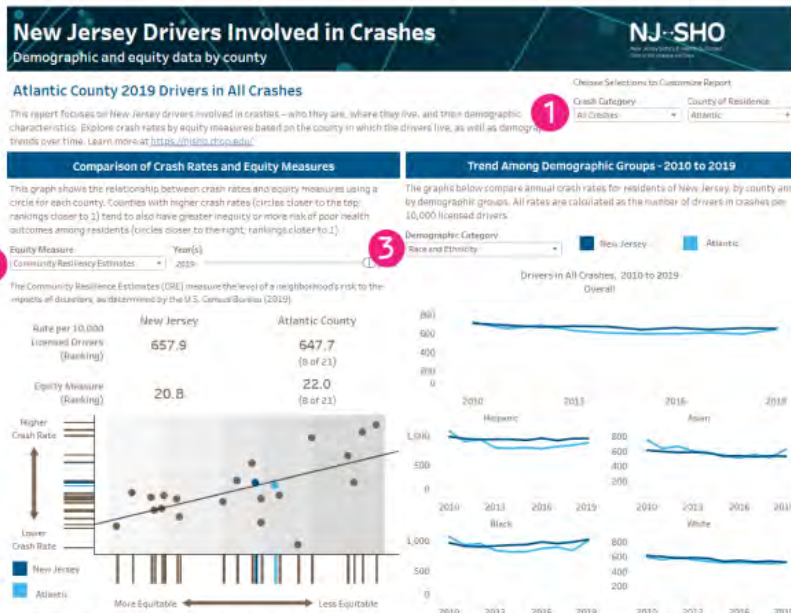 New Jersey Drivers Involved in Crashes
Demographic and equity data by county
NJ-SHO
Atlantic County 2019 Drivers in All Crashes
This report focuses on New Jersey drivers involved in crashes – who they are, where they live, and their demographic
characteristics. Explore crash rates by equity measures based on the county in which the drivers live, as well as
trends over time. Learn more at https://njsho.chop.edu/
Choose Selections to Customize Report
1
Crash Category
County of Residence
All Crashes
Atlantic
Comparison of Crash Rates and Equity Measures
This graph shows the relationship between crash rates and equity measures using a
circle for each county. Counties with higher crash rates (circles closer to the top;
rankings closer to 1) tend to also have greater inequity or more risk of poor health
outcomes among residents (circles closer to the right; rankings closer to 1).
Equity Measure
Year(s)
Community Resiliency Estimates
2019
The Community Resilience Estimates (CRE) measure the level of a neighborhood's risk to the
impacts of disasters, as determined by the U.S. Census Bureau (2019).
New Jersey
Atlantic County
Rate per 10,000
Licensed Drivers
(Ranking)
657.9
647.7
(8 of 21)
Equity Measure
(Ranking)
20.8
22.0
(8 of 21)
Higher
Crash Rate
Lower
Crash Rate
New Jersey
Atlantic
More Equitable
Less Equitable
Trend Among Demographic Groups - 2010 to 2019
The graphs below compare annual crash rates for residents of New Jersey, by county and
by demographic groups. All rates are calculated as the number of drivers in crashes per
10,000 licensed drivers.
3
Demographic Category
Race and Ethnicity
New Jersey
Atlantic
Drivers in All Crashes, 2010 to 2019
Overall
800
600
400
200
0
2010
2013
2016
2019
Hispanic
1,000
500
0
2010 2013 2016 2019
Asian
800
600
400
200
2010 2013 2016
Black
1,000
500
0
2010 2013 2016 2019
White
800
600
400
200
2010 2013 2016